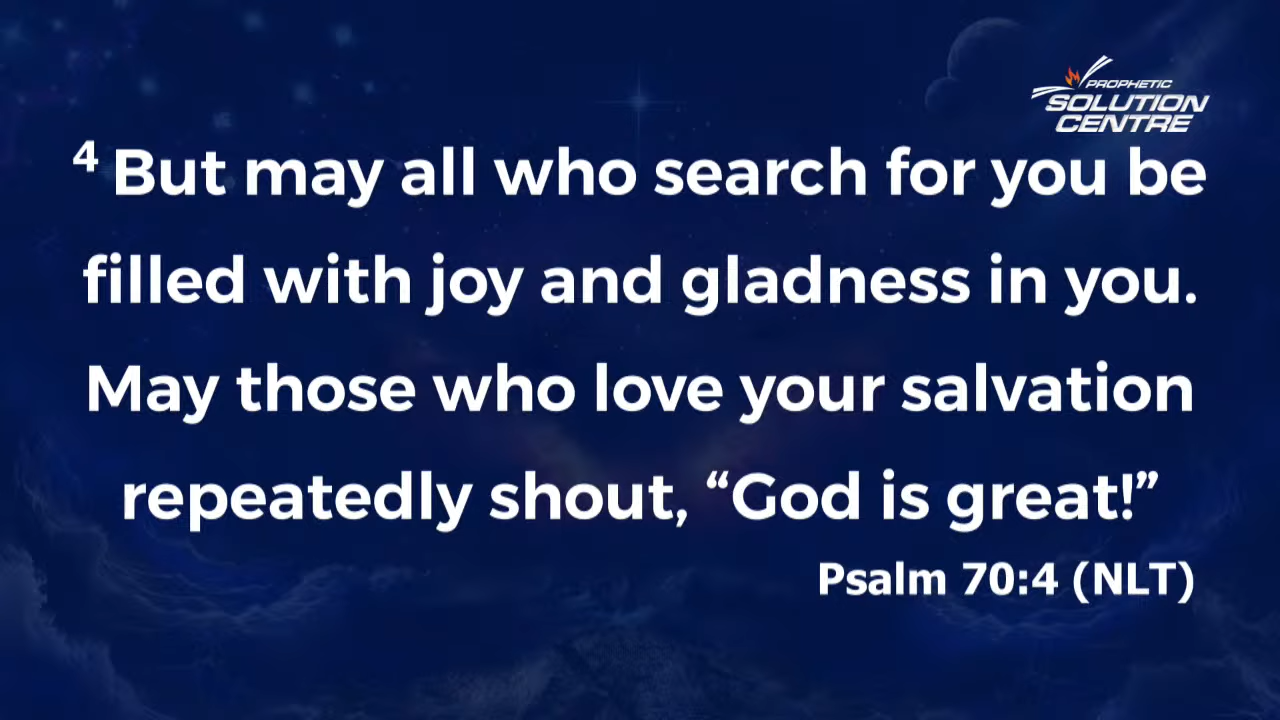 PROPHETIC
SOLUTION
CENTRE
4 But may all who search for you be
filled with joy and gladness in you.
May those who love your salvation
repeatedly shout, “God is great!”
Psalm 70:4 (NLT)